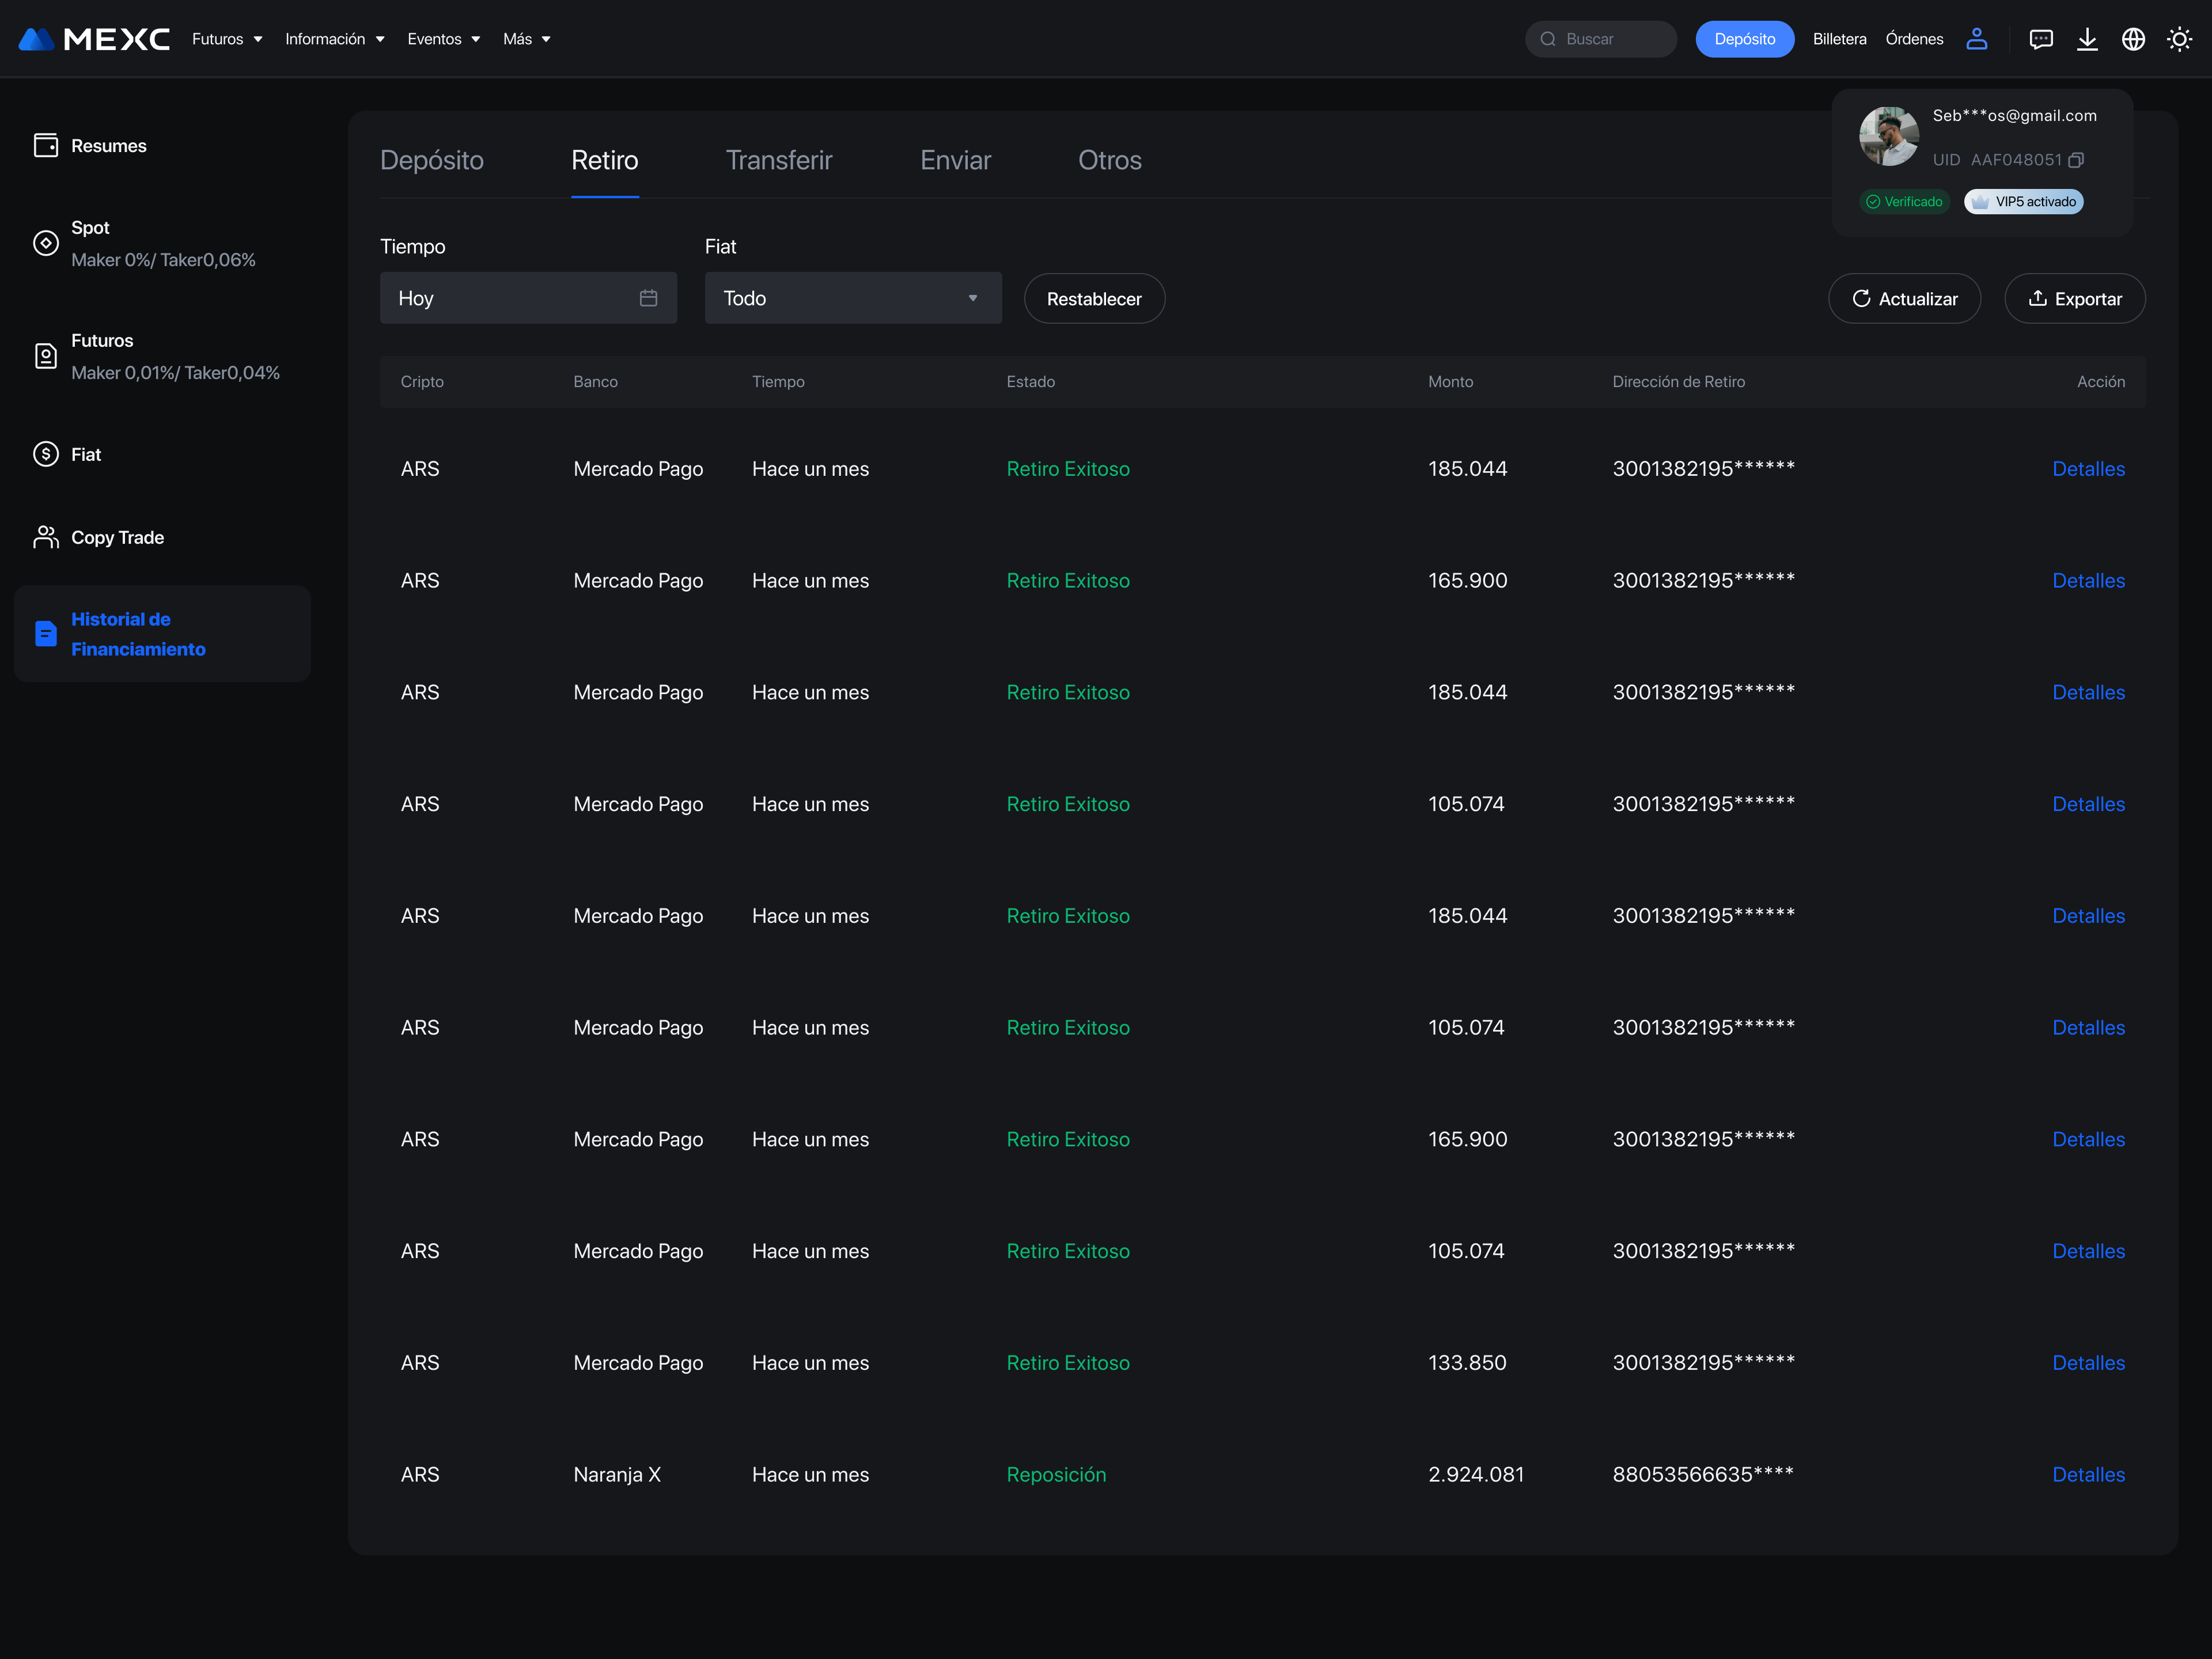 MEXC Futuros Información Eventos Más Buscar Depósito Billetera Órdenes
Seb***os@gmail.com
UID AAF048051
Verificado VIP5 activado
Resumes
Spot
Maker 0%/ Taker0,06%
Futuros
Maker 0,01%/ Taker0,04%
Fiat
Copy Trade
Historial de
Financiamiento
Depósito Retiro Transferir Enviar Otros
Tiempo Fiat
Hoy Todo Restablecer Actualizar Exportar
Cripto Banco Tiempo Estado Monto Dirección de Retiro Acción
ARS Mercado Pago Hace un mes Retiro Exitoso 185.044 3001382195****** Detalles
ARS Mercado Pago Hace un mes Retiro Exitoso 165.900 3001382195****** Detalles
ARS Mercado Pago Hace un mes Retiro Exitoso 185.044 3001382195****** Detalles
ARS Mercado Pago Hace un mes Retiro Exitoso 105.074 3001382195****** Detalles
ARS Mercado Pago Hace un mes Retiro Exitoso 185.044 3001382195****** Detalles
ARS Mercado Pago Hace un mes Retiro Exitoso 105.074 3001382195****** Detalles
ARS Mercado Pago Hace un mes Retiro Exitoso 165.900 3001382195****** Detalles
ARS Mercado Pago Hace un mes Retiro Exitoso 105.074 3001382195****** Detalles
ARS Mercado Pago Hace un mes Retiro Exitoso 133.850 3001382195****** Detalles
ARS Naranja X Hace un mes Reposición 2.924.081 88053566635**** Detalles